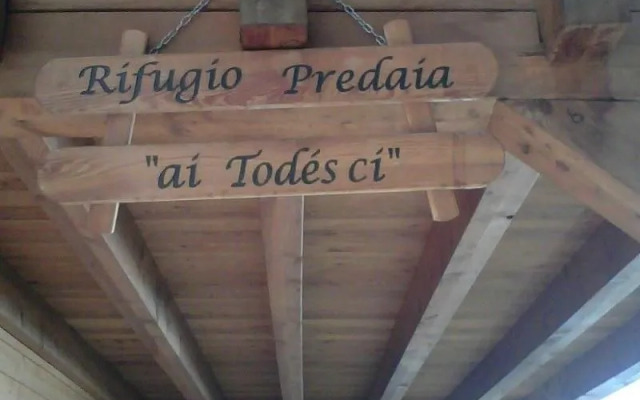 Rifugio Predaia
"ai Todés ci"